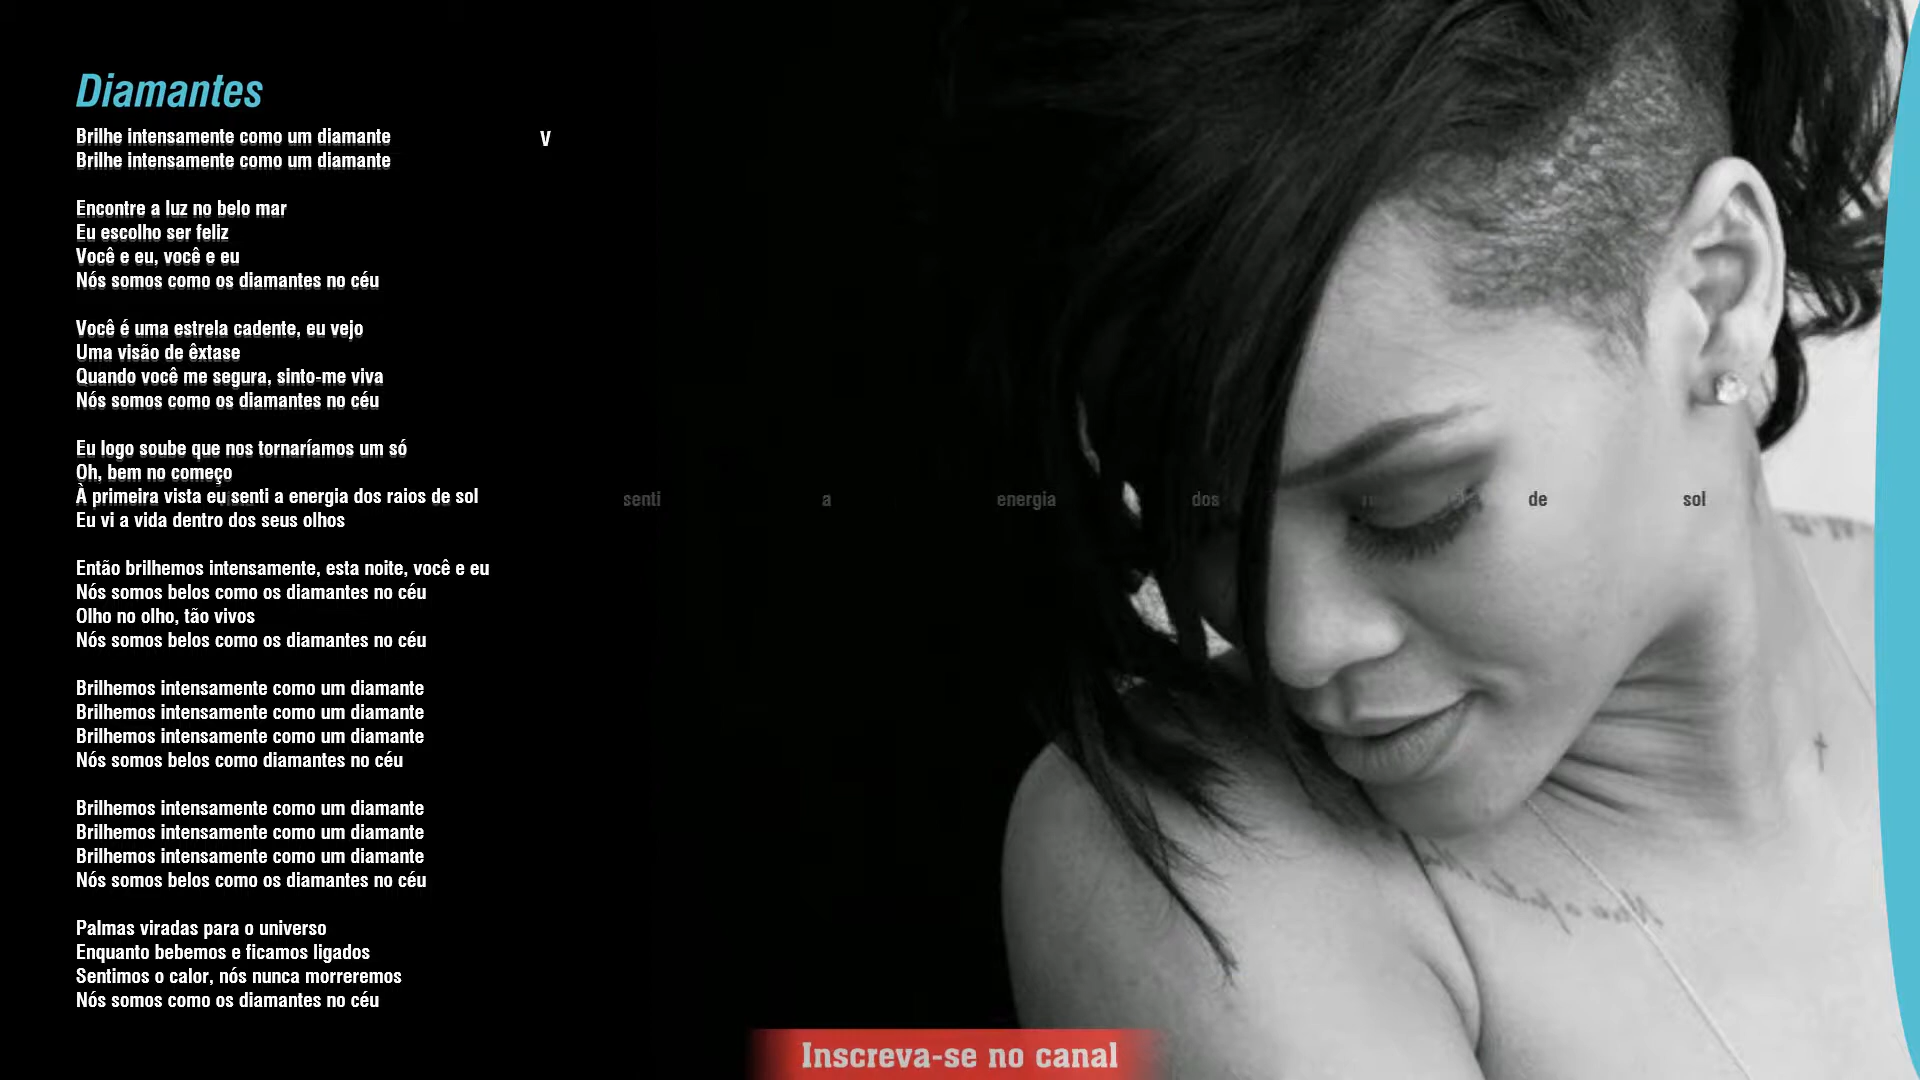 Diamantes
Brilhe intensamente como um diamante
Brilhe intensamente como um diamante
Encontre a luz no belo mar
Eu escolho ser feliz
Você e eu, você e eu
Nós somos como os diamantes no céu
Você é uma estrela cadente, eu vejo
Uma visão de êxtase
Quando você me segura, sinto-me viva
Nós somos como os diamantes no céu
Eu logo soube que nos tornaríamos um só
Oh, bem no começo
À primeira vista eu senti a energia dos raios de sol
Eu vi a vida dentro dos seus olhos
Então brilhemos intensamente, esta noite, você e eu
Nós somos belos como os diamantes no céu
Olho no olho, tão vivos
Nós somos belos como os diamantes no céu
Brilhemos intensamente como um diamante
Brilhemos intensamente como um diamante
Brilhemos intensamente como um diamante
Nós somos belos como diamantes no céu
Brilhemos intensamente como um diamante
Brilhemos intensamente como um diamante
Brilhemos intensamente como um diamante
Nós somos belos como os diamantes no céu
Palmas viradas para o universo
Enquanto bebemos e ficamos ligados
Sentimos o calor, nós nunca morreremos
Nós somos como os diamantes no céu
V
senti a energia dos de sol
Inscreva-se no canal